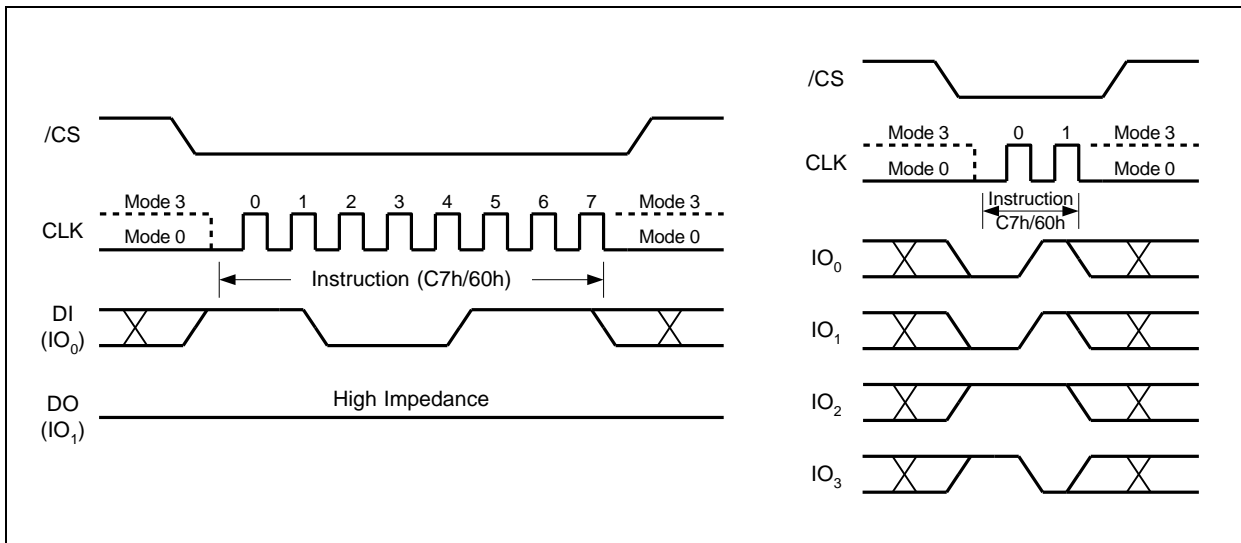 /CS
Mode 3 0 1 2 3 4 5 6 7 Mode 3
CLK Mode 0 Mode 0
Instruction (C7h/60h)
DI
(IO0)
DO High Impedance
(IO1)
/CS
Mode 3 0 1 Mode 3
CLK Mode 0 Mode 0
Instruction
C7h/60h
IO0
IO1
IO2
IO3